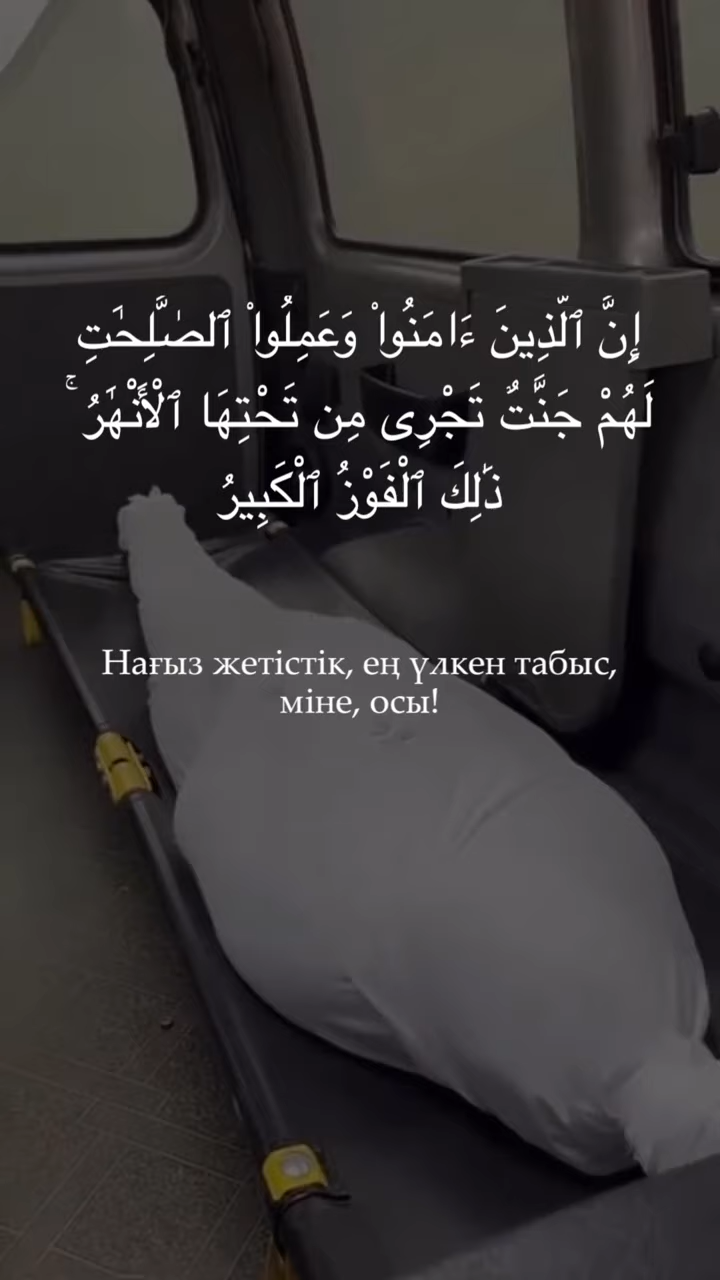 إِنَّ ٱلَّذِينَ ءَامَنُوا۟ وَعَمِلُوا۟ ٱلصَّـٰلِحَـٰتِ
لَهُمْ جَنَّـٰتٌ تَجْرِى مِن تَحْتِهَا ٱلْأَنْهَـٰرُ ۚ
ذَٰلِكَ ٱلْفَوْزُ ٱلْكَبِيرُ
Нағыз жетістік, ең үлкен табыс,
міне, осы!